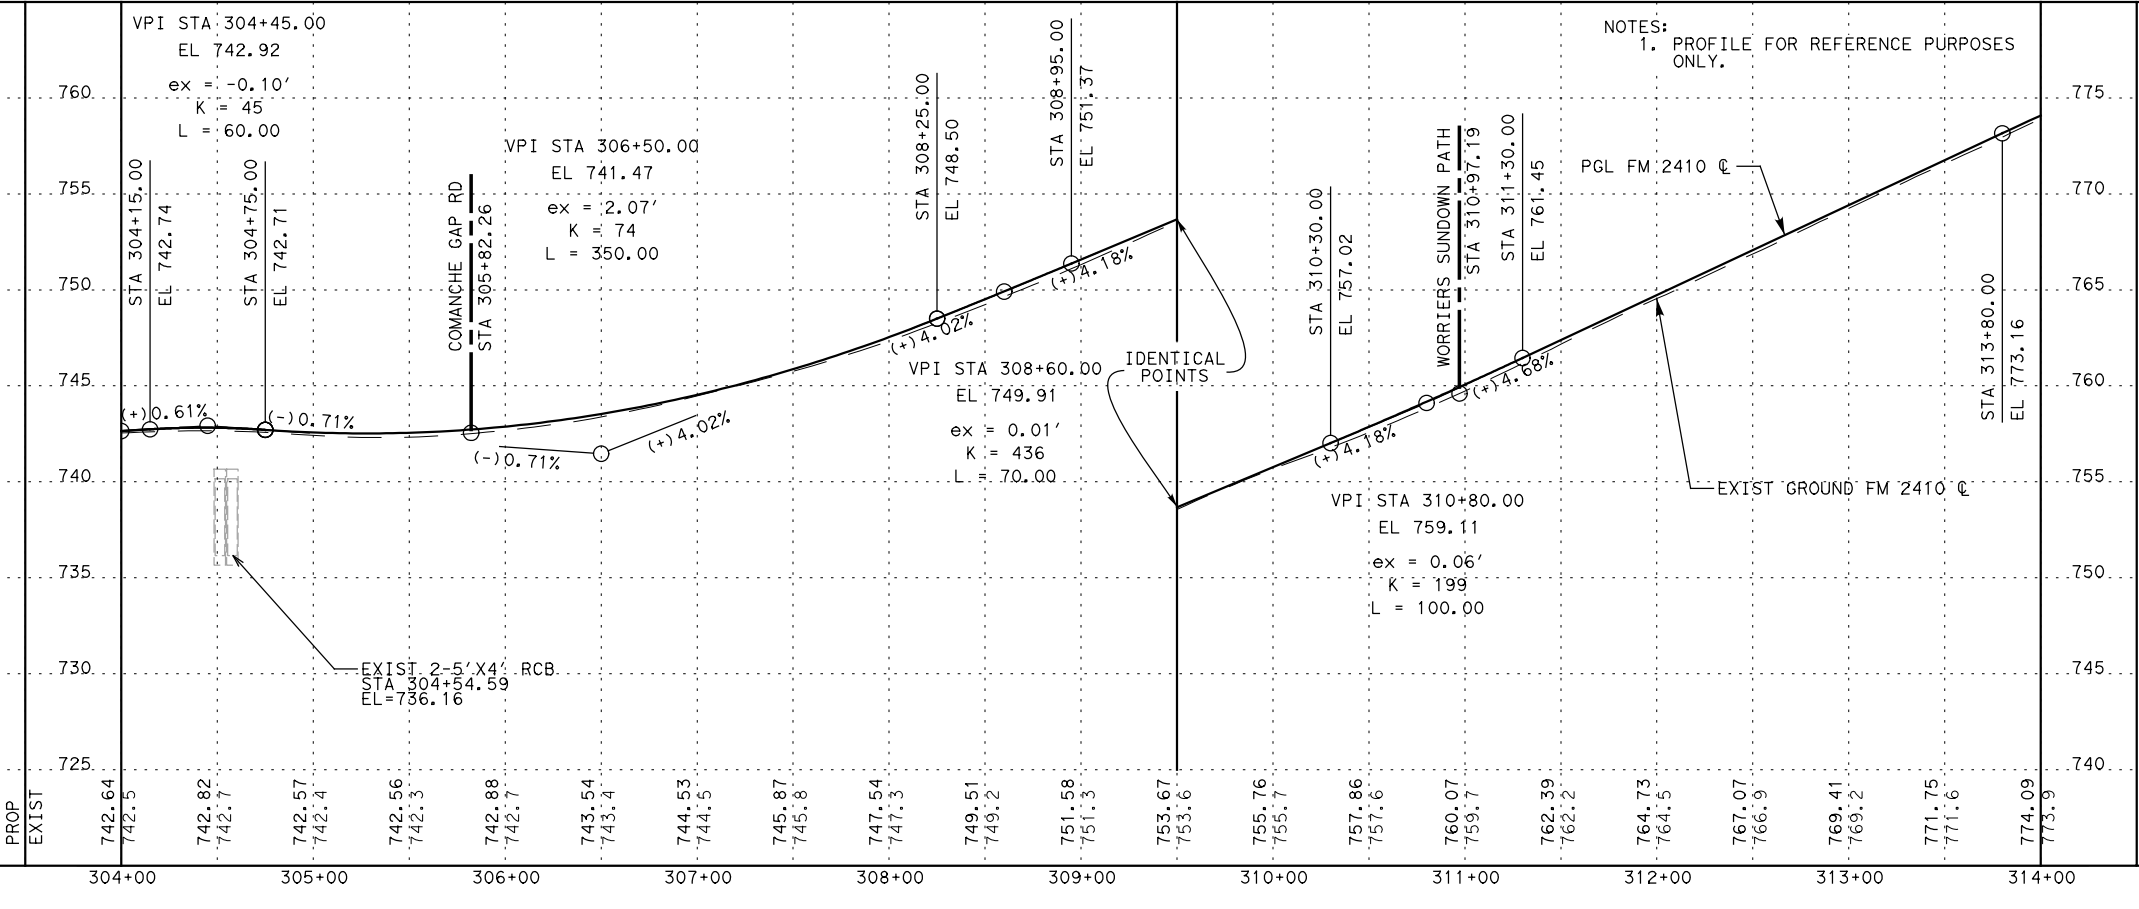 VPI STA 304+45.00
EL 742.92
ex = -0.10'
K = 45
L = 60.00
STA 304+15.00
EL 742.74
STA 304+75.00
EL 742.71
COMANCHE GAP RD
STA 305+82.26
VPI STA 306+50.00
EL 741.47
ex = 2.07'
K = 74
L = 350.00
STA 308+25.00
EL 748.50
STA 308+95.00
EL 751.37
NOTES:
1. PROFILE FOR REFERENCE PURPOSES
ONLY.
760
755
750
745
740
735
730
725
775
770
765
760
755
750
745
740
(+)0.61%
(-)0.71%
(-)0.71%
(+)4.02%
(+)4.02%
(+)4.18%
VPI STA 308+60.00
EL 749.91
ex = 0.01'
K = 436
L = 70.00
IDENTICAL
POINTS
STA 310+30.00
EL 757.02
WORRIERS SUNDOWN PATH
STA 310+97.19
STA 311+30.00
EL 761.45
PGL FM 2410 ℄
(+)4.18%
(+)4.68%
STA 313+80.00
EL 773.16
EXIST GROUND FM 2410 ℄
VPI STA 310+80.00
EL 759.11
ex = 0.06'
K = 199
L = 100.00
EXIST 2-5'X4' RCB
STA 304+54.59
EL=736.16
PROP
EXIST
742.64
742.5
742.82
742.7
742.57
742.4
742.56
742.3
742.88
742.7
743.54
743.4
744.53
744.5
745.87
745.8
747.54
747.3
749.51
749.2
751.58
751.3
753.67
753.6
755.76
755.7
757.86
757.6
760.07
759.7
762.39
762.2
764.73
764.5
767.07
766.9
769.41
769.2
771.75
771.6
774.09
773.9
304+00
305+00
306+00
307+00
308+00
309+00
310+00
311+00
312+00
313+00
314+00